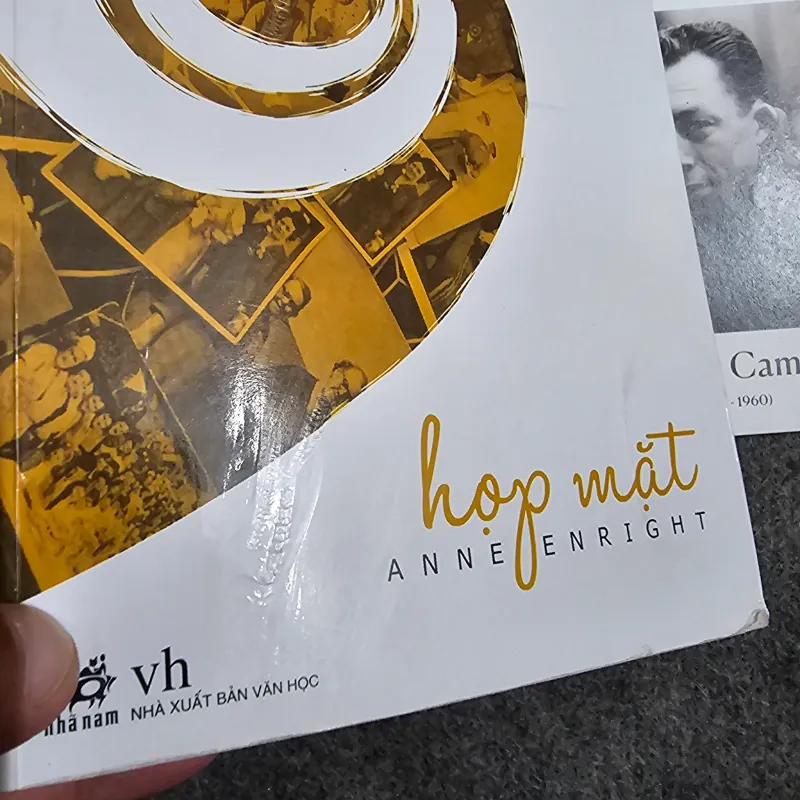 họp mặt
ANNE ENRIGHT
vh
nhã nam
NHÀ XUẤT BẢN VĂN HỌC
Cam
-1960)